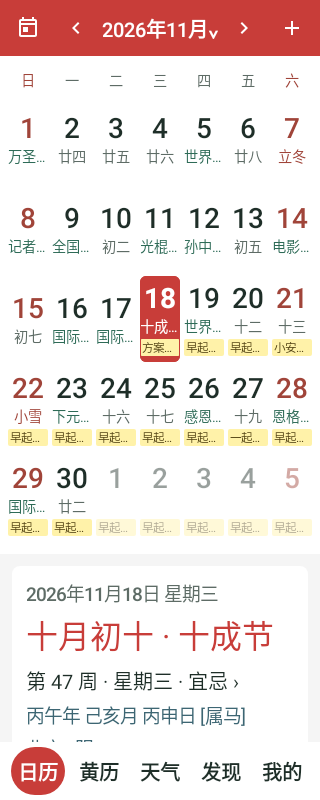 2026年11月
日 一 二 三 四 五 六
1 2 3 4 5 6 7
万圣... 廿四 廿五 廿六 世界... 廿八 立冬
8 9 10 11 12 13 14
记者... 全国... 初二 光棍... 孙中... 初五 电影...
15 16 17 18 19 20 21
初七 国际... 国际... 十成... 世界... 十二 十三
方案... 早起... 早起... 小安...
22 23 24 25 26 27 28
小雪 下元... 十六 十七 感恩... 十九 恩格...
早起... 早起... 早起... 早起... 早起... 一起... 早起...
29 30 1 2 3 4 5
国际... 廿二
早起... 早起... 早起... 早起... 早起... 早起... 早起...
2026年11月18日 星期三
十月初十 · 十成节
第 47 周 · 星期三 · 宜忌 ›
丙午年 己亥月 丙申日 [属马]
日历 黄历 天气 发现 我的